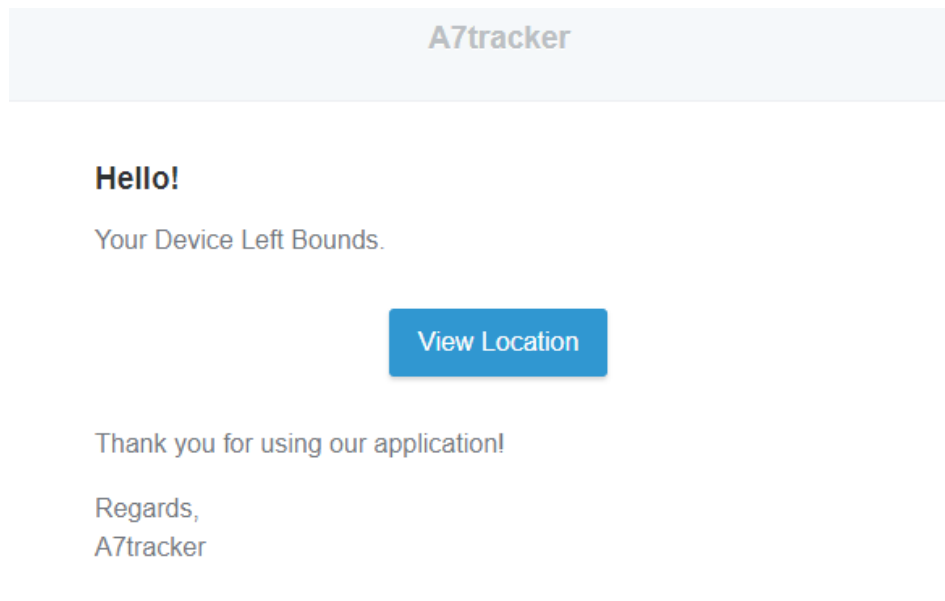 A7tracker
Hello!
Your Device Left Bounds.
View Location
Thank you for using our application!
Regards,
A7tracker